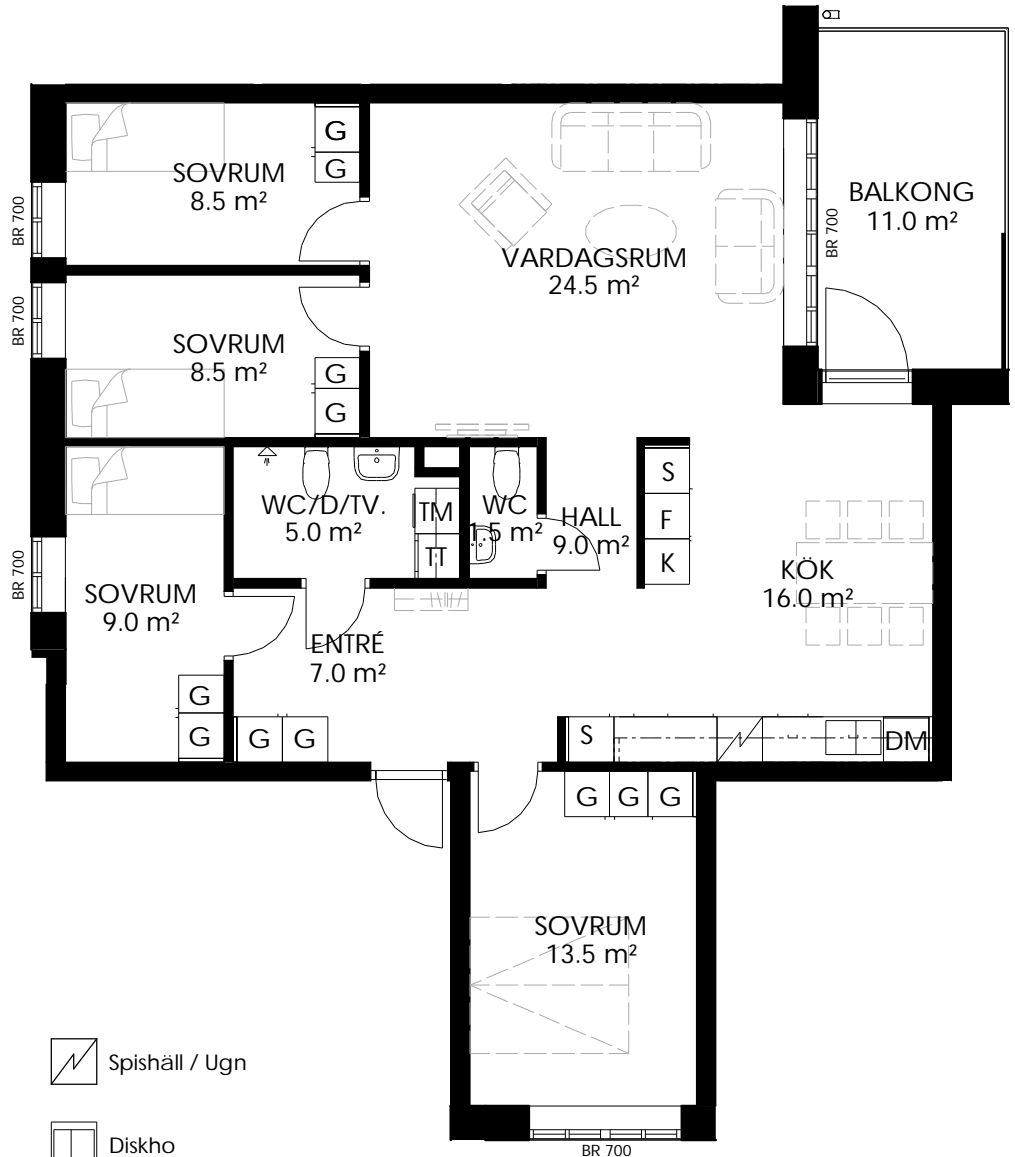 G
G
SOVRUM
8.5 m²
BR 700
BALKONG
11.0 m²
BR 700
VARDAGSRUM
24.5 m²
BR 700
SOVRUM
8.5 m²
G
G
S
F
K
WC/D/TV.
5.0 m²
TM
TT
WC
1.5 m²
HALL
9.0 m²
KÖK
16.0 m²
BR 700
SOVRUM
9.0 m²
ENTRÉ
7.0 m²
G
G
G
G
S
DM
G
G
G
SOVRUM
13.5 m²
Spishäll / Ugn
Diskho
BR 700